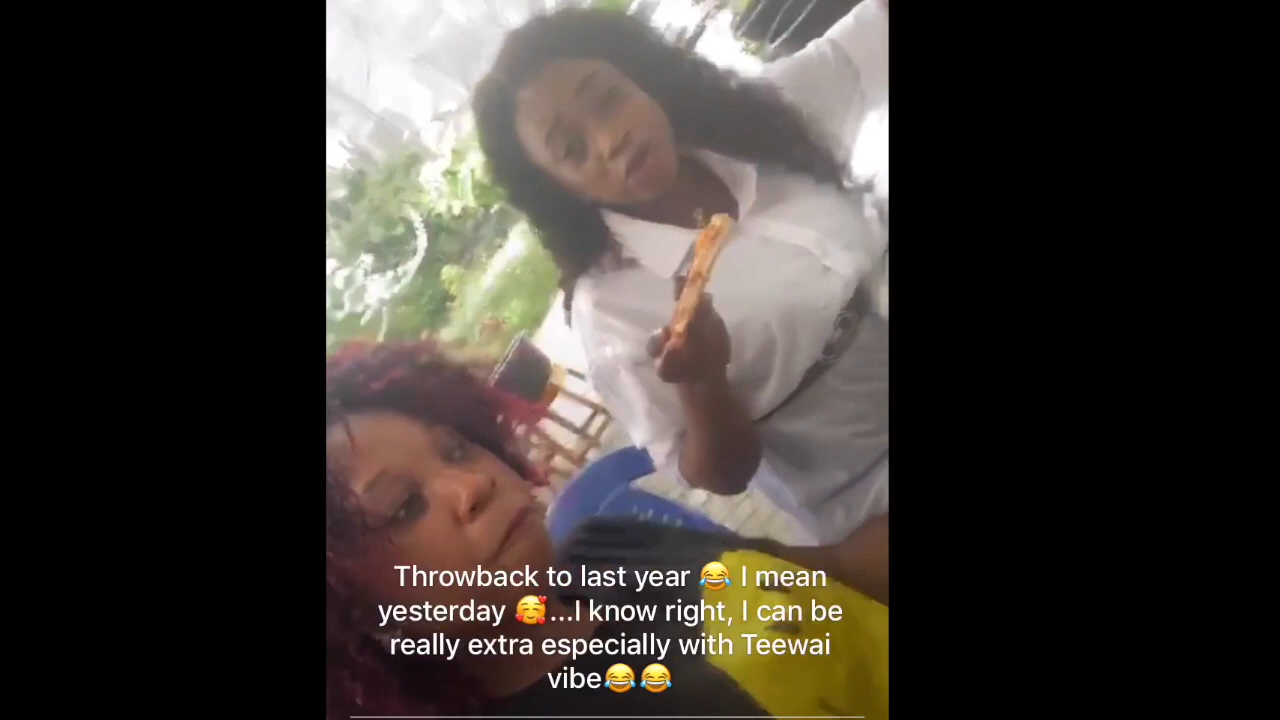 Throwback to last year 😂 I mean
yesterday 🥰...I know right, I can be
really extra especially with Teewai
vibe😂😂